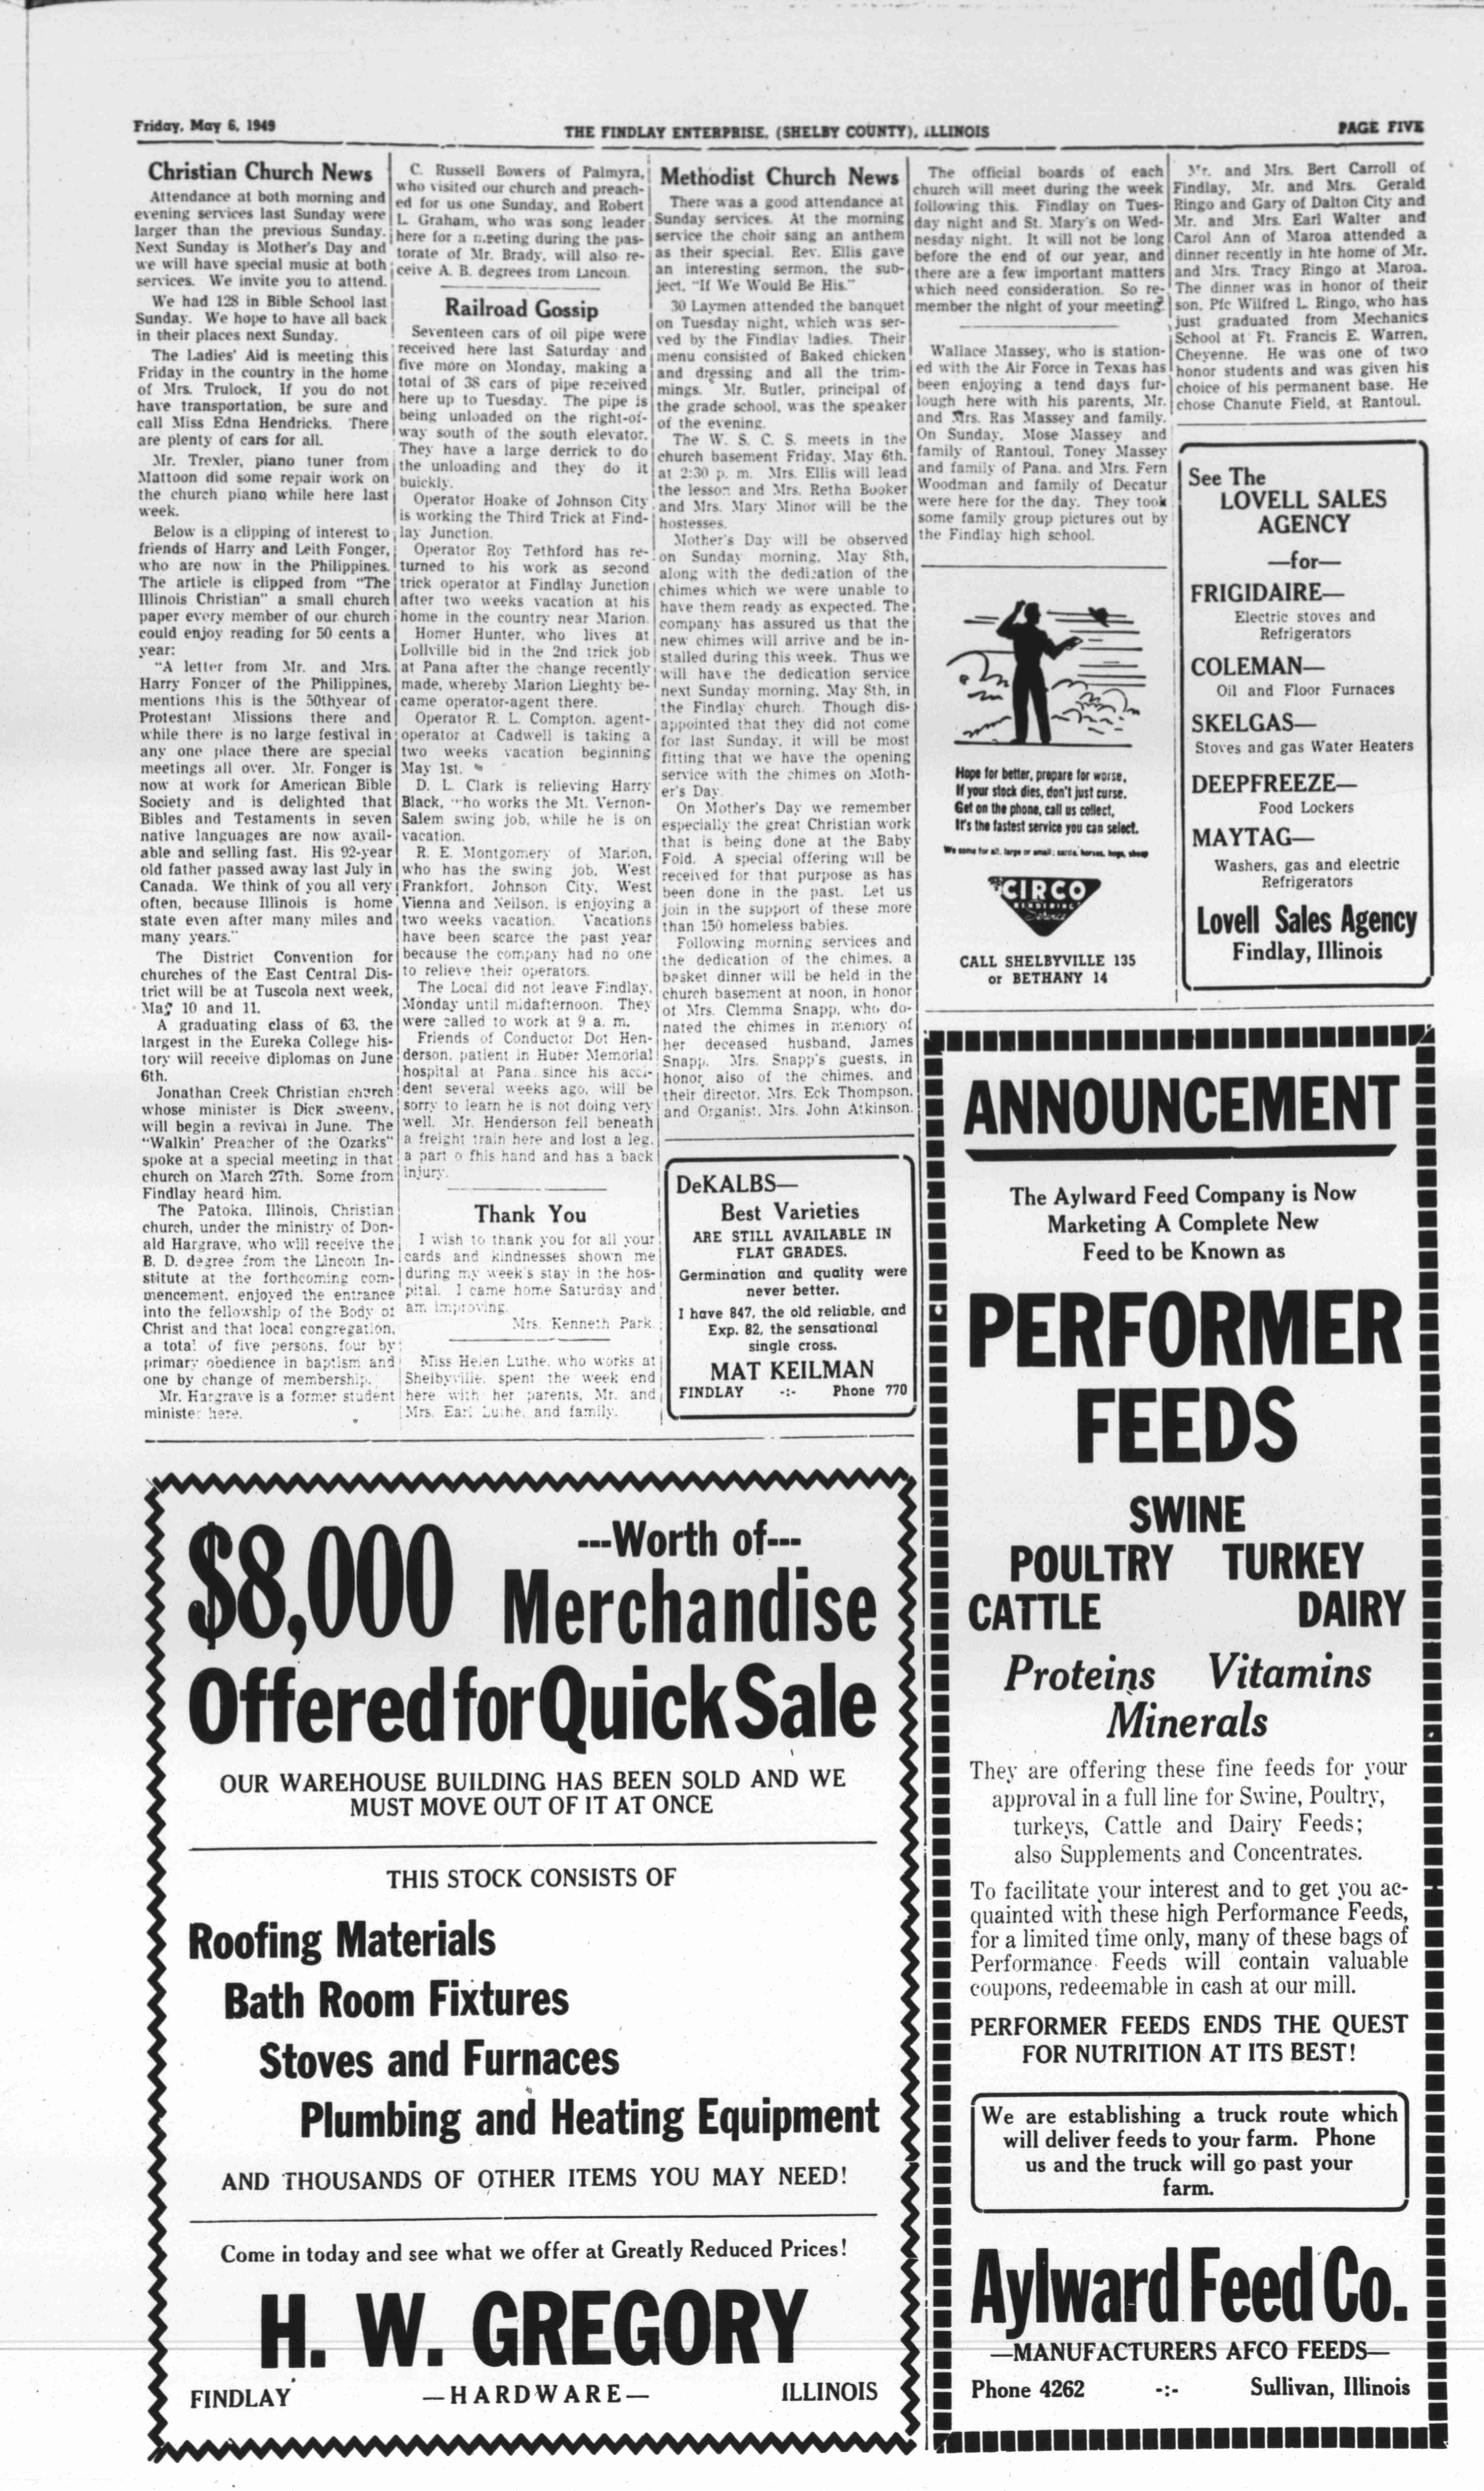 Friday, May 6, 1949
THE FINDLAY ENTERPRISE, (SHELBY COUNTY), ILLINOIS
PAGE FIVE
Christian Church News
Attendance at both morning and
evening services last Sunday were
larger than the previous Sunday.
Next Sunday is Mother's Day and
we will have special music at both
services. We invite you to attend.
We had 128 in Bible School last
Sunday. We hope to have all back
in their places next Sunday.
The Ladies' Aid is meeting this
Friday in the country in the home
of Mrs. Trulock, If you do not
have transportation, be sure and
call Miss Edna Hendricks. There
are plenty of cars for all.
Mr. Trexler, piano tuner from
Mattoon did some repair work on
the church piano while here last
week.
Below is a clipping of interest to
friends of Harry and Leith Fonger,
who are now in the Philippines.
The article is clipped from "The
Illinois Christian" a small church
paper every member of our church
could enjoy reading for 50 cents a
year:
"A letter from Mr. and Mrs.
Harry Fonger of the Philippines,
mentions this is the 50thyear of
Protestant Missions there and
while there is no large festival in
any one place there are special
meetings all over. Mr. Fonger is
now at work for American Bible
Society and is delighted that
Bibles and Testaments in seven
native languages are now avail-
able and selling fast. His 92-year
old father passed away last July in
Canada. We think of you all very
often, because Illinois is home
state even after many miles and
many years."
The District Convention for
churches of the East Central Dis-
trict will be at Tuscola next week,
May 10 and 11.
A graduating class of 63, the
largest in the Eureka College his-
tory will receive diplomas on June
6th.
Jonathan Creek Christian church
whose minister is Dick Sweeny,
will begin a revival in June. The
"Walkin' Preacher of the Ozarks"
spoke at a special meeting in that
church on March 27th. Some from
Findlay heard him.
The Patoka, Illinois, Christian
church, under the ministry of Don-
ald Hargrave, who will receive the
B. D. degree from the Lincoln In-
stitute at the forthcoming com-
mencement, enjoyed the entrance
into the fellowship of the Body of
Christ and that local congregation,
a total of five persons, four by
primary obedience in baptism and
one by change of membership.
Mr. Hargrave is a former student
minister here.
C. Russell Bowers of Palmyra,
who visited our church and preach-
ed for us one Sunday, and Robert
L. Graham, who was song leader
here for a meeting during the pas-
torate of Mr. Brady, will also re-
ceive A. B. degrees from Lincoln.
Railroad Gossip
Seventeen cars of oil pipe were
received here last Saturday and
five more on Monday, making a
total of 38 cars of pipe received
here up to Tuesday. The pipe is
being unloaded on the right-of-
way south of the south elevator.
They have a large derrick to do
the unloading and they do it
buickly.
Operator Hoake of Johnson City
is working the Third Trick at Find-
lay Junction.
Operator Roy Tethford has re-
turned to his work as second
trick operator at Findlay Junction
after two weeks vacation at his
home in the country near Marion.
Homer Hunter, who lives at
Dollville bid in the 2nd trick job
at Pana after the change recently
made, whereby Marion Lieghty be-
came operator-agent there.
Operator R. L. Compton, agent-
operator at Cadwell is taking a
two weeks vacation beginning
May 1st.
D. L. Clark is relieving Harry
Black, who works the Mt. Vernon-
Salem swing job, while he is on
vacation.
R. E. Montgomery of Marion,
who has the swing job, West
Frankfort, Johnson City, West
Vienna and Neilson, is enjoying a
two weeks vacation. Vacations
have been scarce the past year
because the company had no one
to relieve their operators.
The Local did not leave Findlay,
Monday until midafternoon. They
were called to work at 9 a. m.
Friends of Conductor Dot Hen-
derson, patient in Huber Memorial
hospital at Pana since his acci-
dent several weeks ago, will be
sorry to learn he is not doing very
well. Mr. Henderson fell beneath
a freight train here and lost a leg,
a part o fhis hand and has a back
injury.
Thank You
I wish to thank you for all your
cards and kindnesses shown me
during my week's stay in the hos-
pital. I came home Saturday and
am improving.
Mrs. Kenneth Park.
Miss Helen Luthe, who works at
Shelbyville, spent the week end
here with her parents, Mr. and
Mrs. Earl Luthe, and family.
Methodist Church News
There was a good attendance at
Sunday services. At the morning
service the choir sang an anthem
as their special. Rev. Ellis gave
an interesting sermon, the sub-
ject, "If We Would Be His."
30 Laymen attended the banquet
on Tuesday night, which was ser-
ved by the Findlay ladies. Their
menu consisted of Baked chicken
and dressing and all the trim-
mings. Mr. Butler, principal of
the grade school, was the speaker
of the evening.
The W. S. C. S. meets in the
church basement Friday, May 6th,
at 2:30 p. m. Mrs. Ellis will lead
the lesson and Mrs. Retha Booker
and Mrs. Mary Minor will be the
hostesses.
Mother's Day will be observed
on Sunday morning, May 8th,
along with the dedication of the
chimes which we were unable to
have them ready as expected. The
company has assured us that the
new chimes will arrive and be in-
stalled during this week. Thus we
will have the dedication service
next Sunday morning, May 8th, in
the Findlay church. Though dis-
appointed that they did not come
for last Sunday, it will be most
fitting that we have the opening
service with the chimes on Moth-
er's Day.
On Mother's Day we remember
especially the great Christian work
that is being done at the Baby
Fold. A special offering will be
received for that purpose as has
been done in the past. Let us
join in the support of these more
than 150 homeless babies.
Following morning services and
the dedication of the chimes, a
basket dinner will be held in the
church basement at noon, in honor
of Mrs. Clemma Snapp, who do-
nated the chimes in memory of
her deceased husband, James
Snapp. Mrs. Snapp's guests, in
honor also of the chimes, and
their director, Mrs. Eck Thompson,
and Organist, Mrs. John Atkinson.
DeKALBS—
Best Varieties
ARE STILL AVAILABLE IN
FLAT GRADES.
Germination and quality were
never better.
I have 847, the old reliable, and
Exp. 82, the sensational
single cross.
MAT KEILMAN
FINDLAY -:- Phone 770
The official boards of each
church will meet during the week
following this. Findlay on Tues-
day night and St. Mary's on Wed-
nesday night. It will not be long
before the end of our year, and
there are a few important matters
which need consideration. So re-
member the night of your meeting.
Wallace Massey, who is station-
ed with the Air Force in Texas has
been enjoying a tend days fur-
lough here with his parents, Mr.
and Mrs. Ras Massey and family.
On Sunday, Mose Massey and
family of Rantoul, Toney Massey
and family of Pana, and Mrs. Fern
Woodman and family of Decatur
were here for the day. They took
some family group pictures out by
the Findlay high school.
Hope for better, prepare for worse,
If your stock dies, don't just curse.
Get on the phone, call us collect,
It's the fastest service you can select.
We come for all, large or small; cattle, horses, hogs, sheep
CIRCO
RENDERING
Service
CALL SHELBYVILLE 135
or BETHANY 14
Mr. and Mrs. Bert Carroll of
Findlay, Mr. and Mrs. Gerald
Ringo and Gary of Dalton City and
Mr. and Mrs. Earl Walter and
Carol Ann of Maroa attended a
dinner recently in hte home of Mr.
and Mrs. Tracy Ringo at Maroa.
The dinner was in honor of their
son, Pfc Wilfred L. Ringo, who has
just graduated from Mechanics
School at Ft. Francis E. Warren,
Cheyenne. He was one of two
honor students and was given his
choice of his permanent base. He
chose Chanute Field, at Rantoul.
See The
LOVELL SALES
AGENCY
—for—
FRIGIDAIRE—
Electric stoves and
Refrigerators
COLEMAN—
Oil and Floor Furnaces
SKELGAS—
Stoves and gas Water Heaters
DEEPFREEZE—
Food Lockers
MAYTAG—
Washers, gas and electric
Refrigerators
Lovell Sales Agency
Findlay, Illinois
$8,000 ---Worth of---
Merchandise
Offered for Quick Sale
OUR WAREHOUSE BUILDING HAS BEEN SOLD AND WE
MUST MOVE OUT OF IT AT ONCE
THIS STOCK CONSISTS OF
Roofing Materials
Bath Room Fixtures
Stoves and Furnaces
Plumbing and Heating Equipment
AND THOUSANDS OF OTHER ITEMS YOU MAY NEED!
Come in today and see what we offer at Greatly Reduced Prices!
H. W. GREGORY
FINDLAY —HARDWARE— ILLINOIS
ANNOUNCEMENT
The Aylward Feed Company is Now
Marketing A Complete New
Feed to be Known as
PERFORMER
FEEDS
SWINE
POULTRY TURKEY
CATTLE DAIRY
Proteins Vitamins
Minerals
They are offering these fine feeds for your
approval in a full line for Swine, Poultry,
turkeys, Cattle and Dairy Feeds;
also Supplements and Concentrates.
To facilitate your interest and to get you ac-
quainted with these high Performance Feeds,
for a limited time only, many of these bags of
Performance Feeds will contain valuable
coupons, redeemable in cash at our mill.
PERFORMER FEEDS ENDS THE QUEST
FOR NUTRITION AT ITS BEST!
We are establishing a truck route which
will deliver feeds to your farm. Phone
us and the truck will go past your
farm.
Aylward Feed Co.
—MANUFACTURERS AFCO FEEDS—
Phone 4262 -:- Sullivan, Illinois